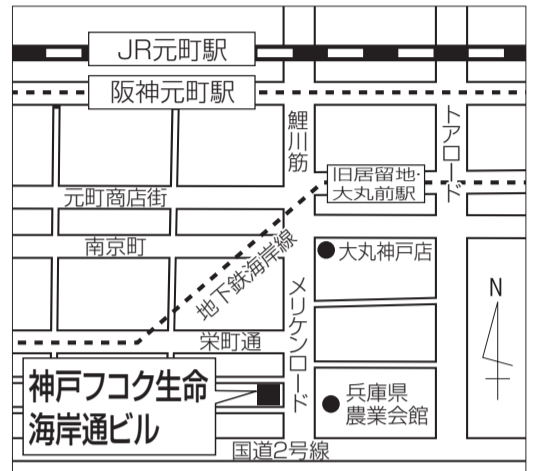 JR元町駅
阪神元町駅
鯉川筋
トアロード
旧居留地・
大丸前駅
元町商店街
南京町
地下鉄海岸線
大丸神戸店
メリケンロード
N
栄町通
神戸フコク生命
海岸通ビル
兵庫県
農業会館
国道2号線